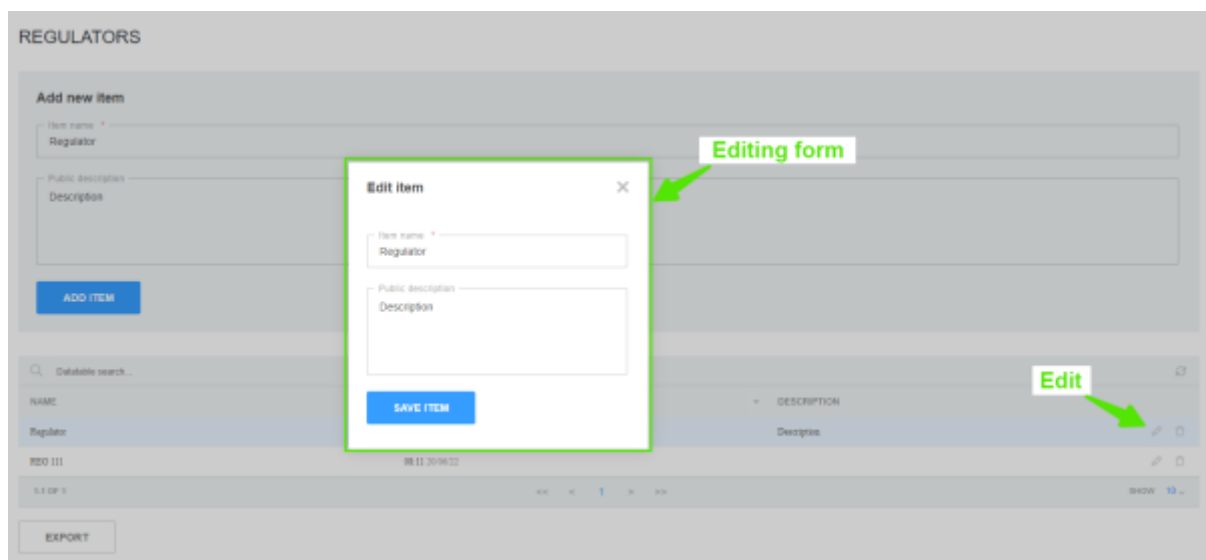 REGULATORS
Add new item
Item name *
Regulator
Editing form
Public description
Description
Edit item
Item name *
Regulator
Public description
Description
ADD ITEM
SAVE ITEM
Datatable search...
Edit
NAME
DESCRIPTION
Regulator
Description
REG 111
<< < 1 > >>
SHOW 10
EXPORT